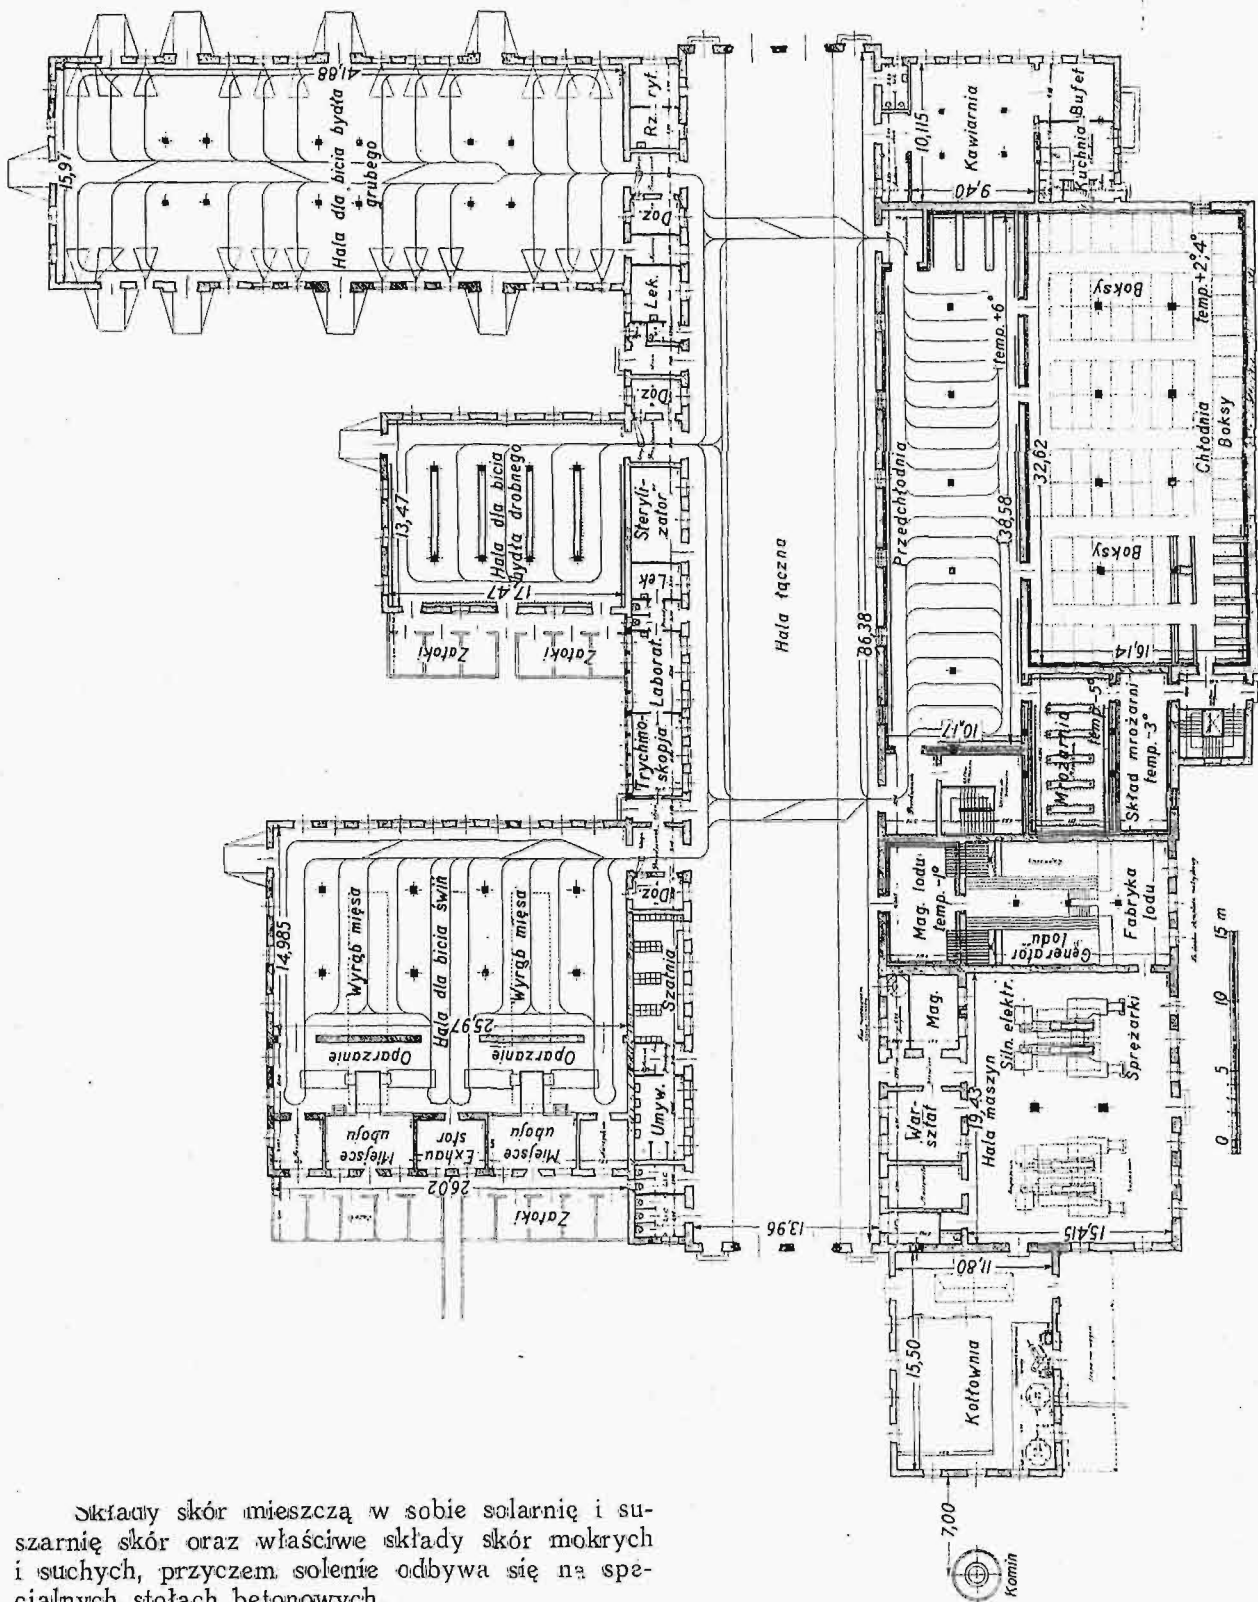 41,68
15,97
Hala dla bicia bydła
grubego
Rz. ryt.
Doz.
Lek.
Doz.
13,47
Hala dla bicia
bydła drobnego
17,47
Zatoki
Zatoki
Steryli-
zator
Lek
Laborat.
Trychino-
skopja
Hala łączna
86,38
13,96
10,115
Kawiarnia
9,40
Kuchnia
Bufet
Przedchłodnia
temp.+6°
38,58
10,17
32,62
Boksy
temp.+2,4°
Chłodnia
Boksy
Boksy
16,14
Mroźarnia
temp.-5°
Skład mroźarni
temp.-3°
14,985
Wyrąb mięsa
Hala dla bicia świń
Wyrąb mięsa
25,97
Oparzanie
Oparzanie
Miejsce
uboju
Exhau-
stor
Miejsce
uboju
26,02
Zatoki
Doz.
Szatnia
Umyw.
Mag. lodu
temp.-1°
Generator
lodu
Fabryka
lodu
Mag.
War-
sztat
19,23
Hala maszyn
Siln. elektr.
Sprężarki
15,415
11,80
15,50
Kotłownia
7,00
Komin
0 5 10 15 m
Składy skór mieszczą w sobie solarnię i su-
szarnię skór oraz właściwe składy skór mokrych
i suchych, przyczem solenie odbywa się na spe-
cjalnych stołach betonowych.